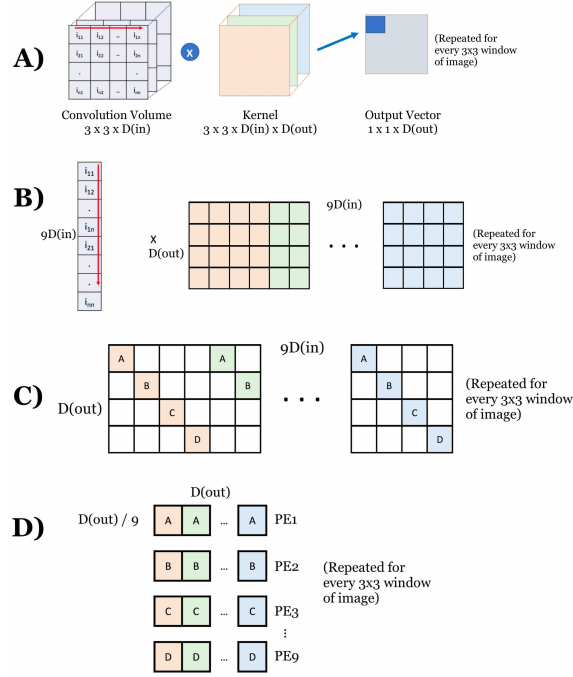 A)
i11 i12 ... i1n
i21 i22 ... i2n
. . . .
in1 in2 ... inn
X
(Repeated for
every 3x3 window
of image)
Convolution Volume
3 x 3 x D(in)
Kernel
3 x 3 x D(in) x D(out)
Output Vector
1 x 1 x D(out)
B)
9D(in)
i11
i12
.
i1n
i21
.
.
inn
x
D(out)
9D(in)
. . .
(Repeated for
every 3x3 window
of image)
C)
D(out)
9D(in)
A A A
B B B
C C
D D
. . .
(Repeated for
every 3x3 window
of image)
D)
D(out)
D(out) / 9
A A ... A PE1
B B ... B PE2
C C ... C PE3
⋮
D D ... D PE9
(Repeated for
every 3x3 window
of image)